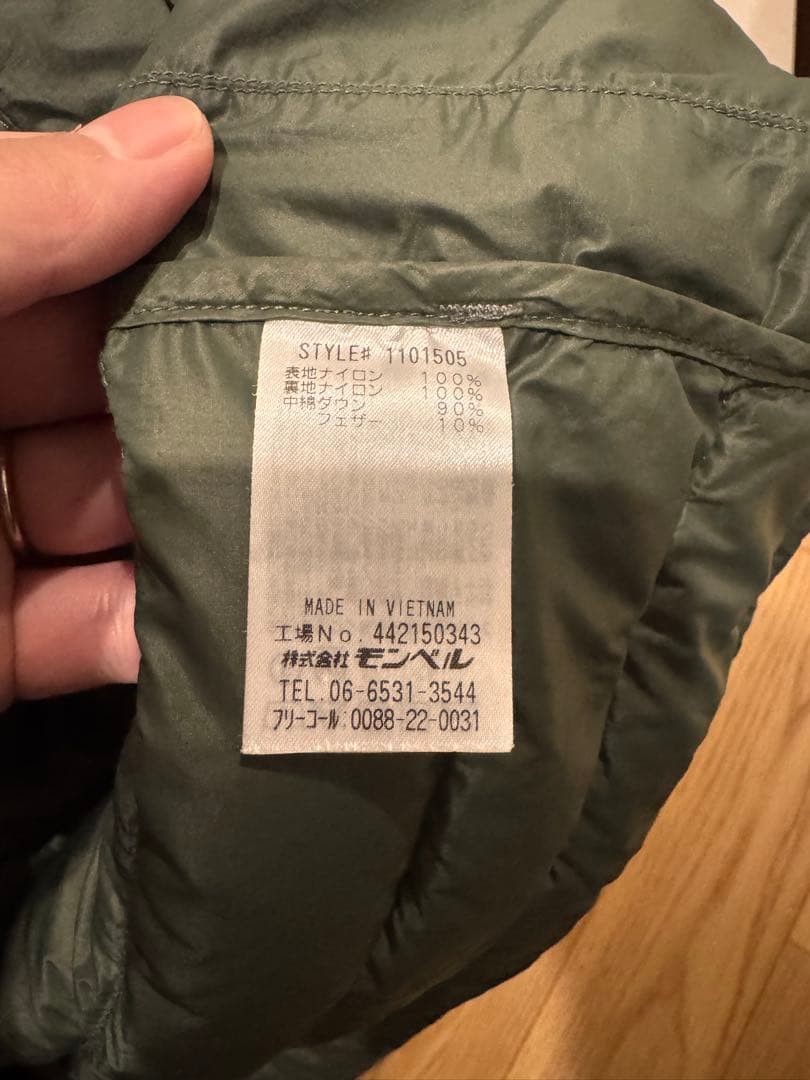 STYLE# 1101505
表地ナイロン 100%
裏地ナイロン 100%
中綿ダウン 90%
フェザー 10%
MADE IN VIETNAM
工場No. 442150343
株式会社 モンベル
TEL. 06-6531-3544
フリーコール:0088-22-0031